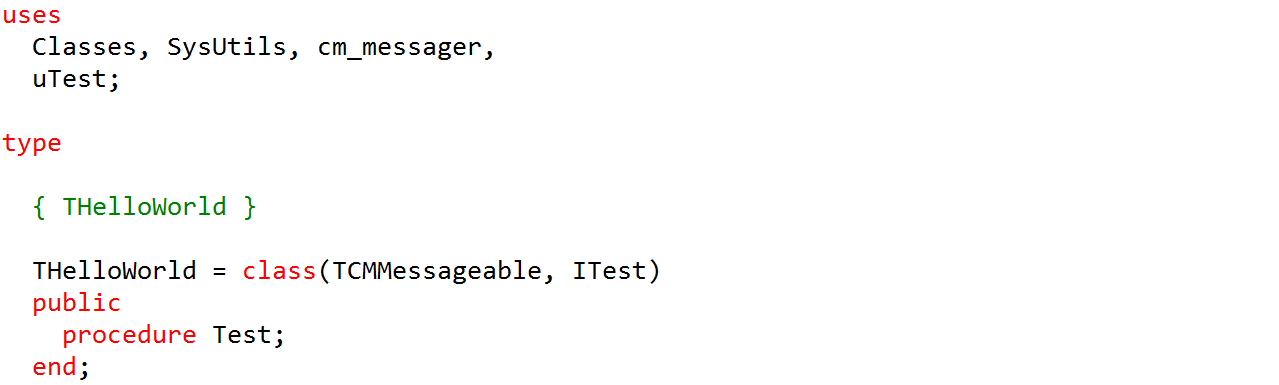 uses
  Classes, SysUtils, cm_messager,
  uTest;

type

  { THelloWorld }

  THelloWorld = class(TCMMessageable, ITest)
  public
    procedure Test;
  end;